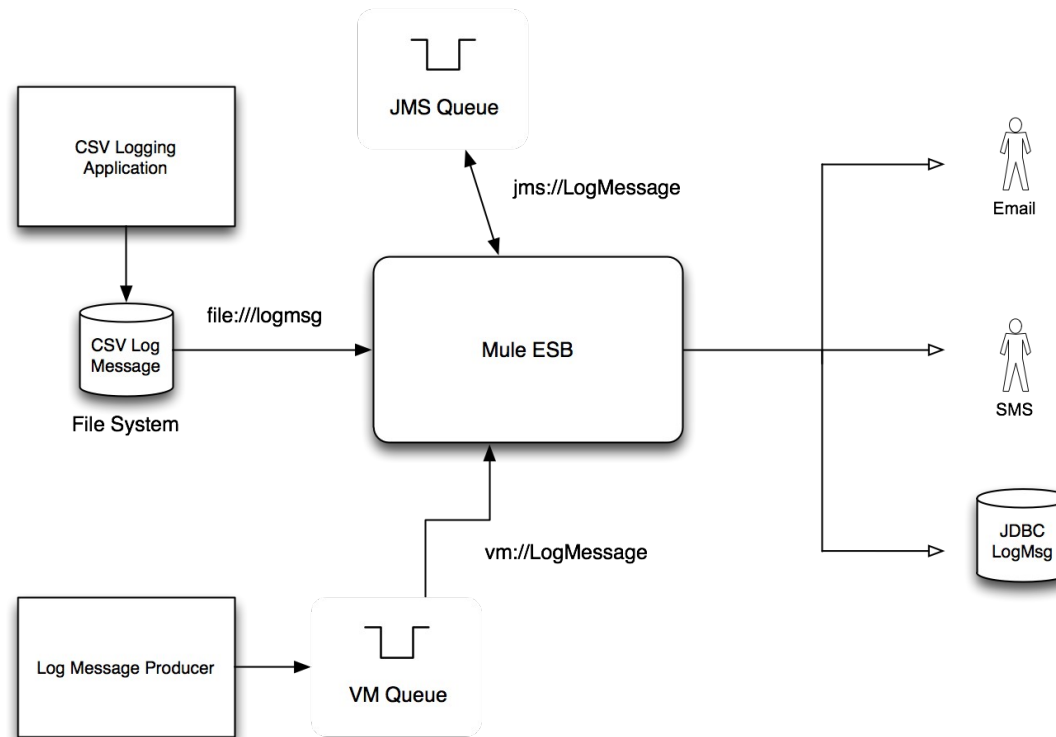 JMS Queue
CSV Logging
Application
jms://LogMessage
Email
file:///logmsg
CSV Log
Message
Mule ESB
File System
SMS
vm://LogMessage
JDBC
LogMsg
Log Message Producer
VM Queue